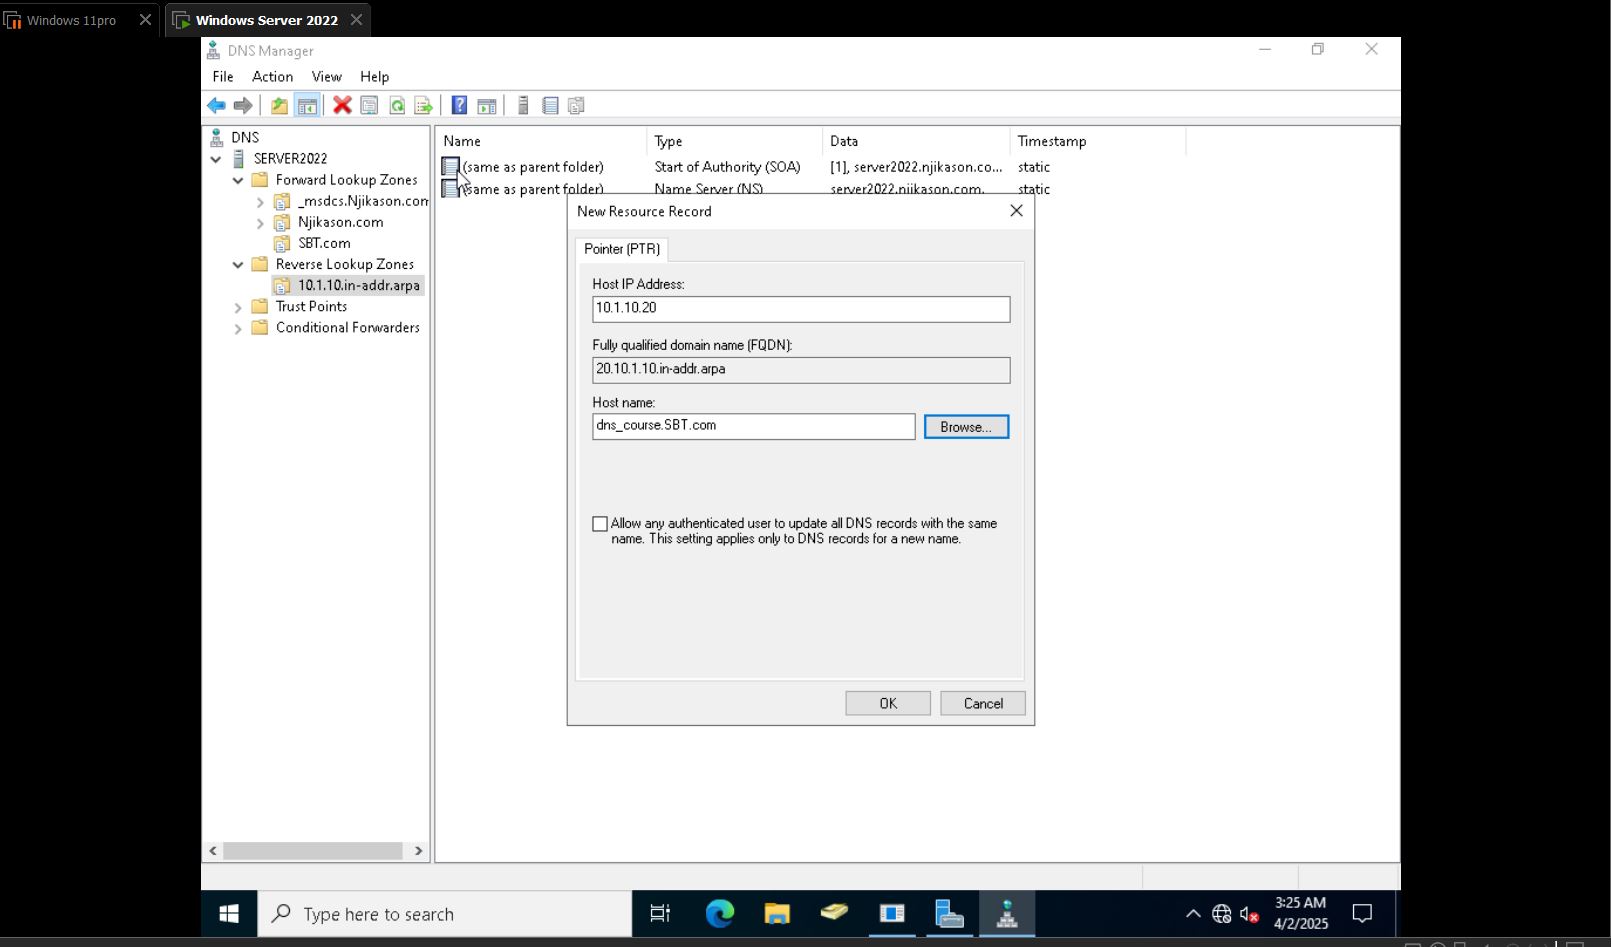 Windows 11pro
Windows Server 2022
DNS Manager
File Action View Help
DNS
SERVER2022
Forward Lookup Zones
_msdcs.Njikason.com
Njikason.com
SBT.com
Reverse Lookup Zones
10.1.10.in-addr.arpa
Trust Points
Conditional Forwarders
Name Type Data Timestamp
(same as parent folder) Start of Authority (SOA) [1], server2022.njikason.co... static
(same as parent folder) Name Server (NS) server2022.njikason.com. static
New Resource Record
Pointer (PTR)
Host IP Address:
10.1.10.20
Fully qualified domain name (FQDN):
20.10.1.10.in-addr.arpa
Host name:
dns_course.SBT.com
Browse...
Allow any authenticated user to update all DNS records with the same
name. This setting applies only to DNS records for a new name.
OK Cancel
Type here to search
3:25 AM
4/2/2025